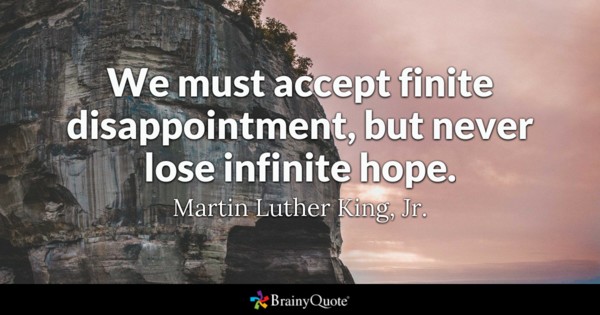 We must accept finite
disappointment, but never
lose infinite hope.
Martin Luther King, Jr.
BrainyQuote